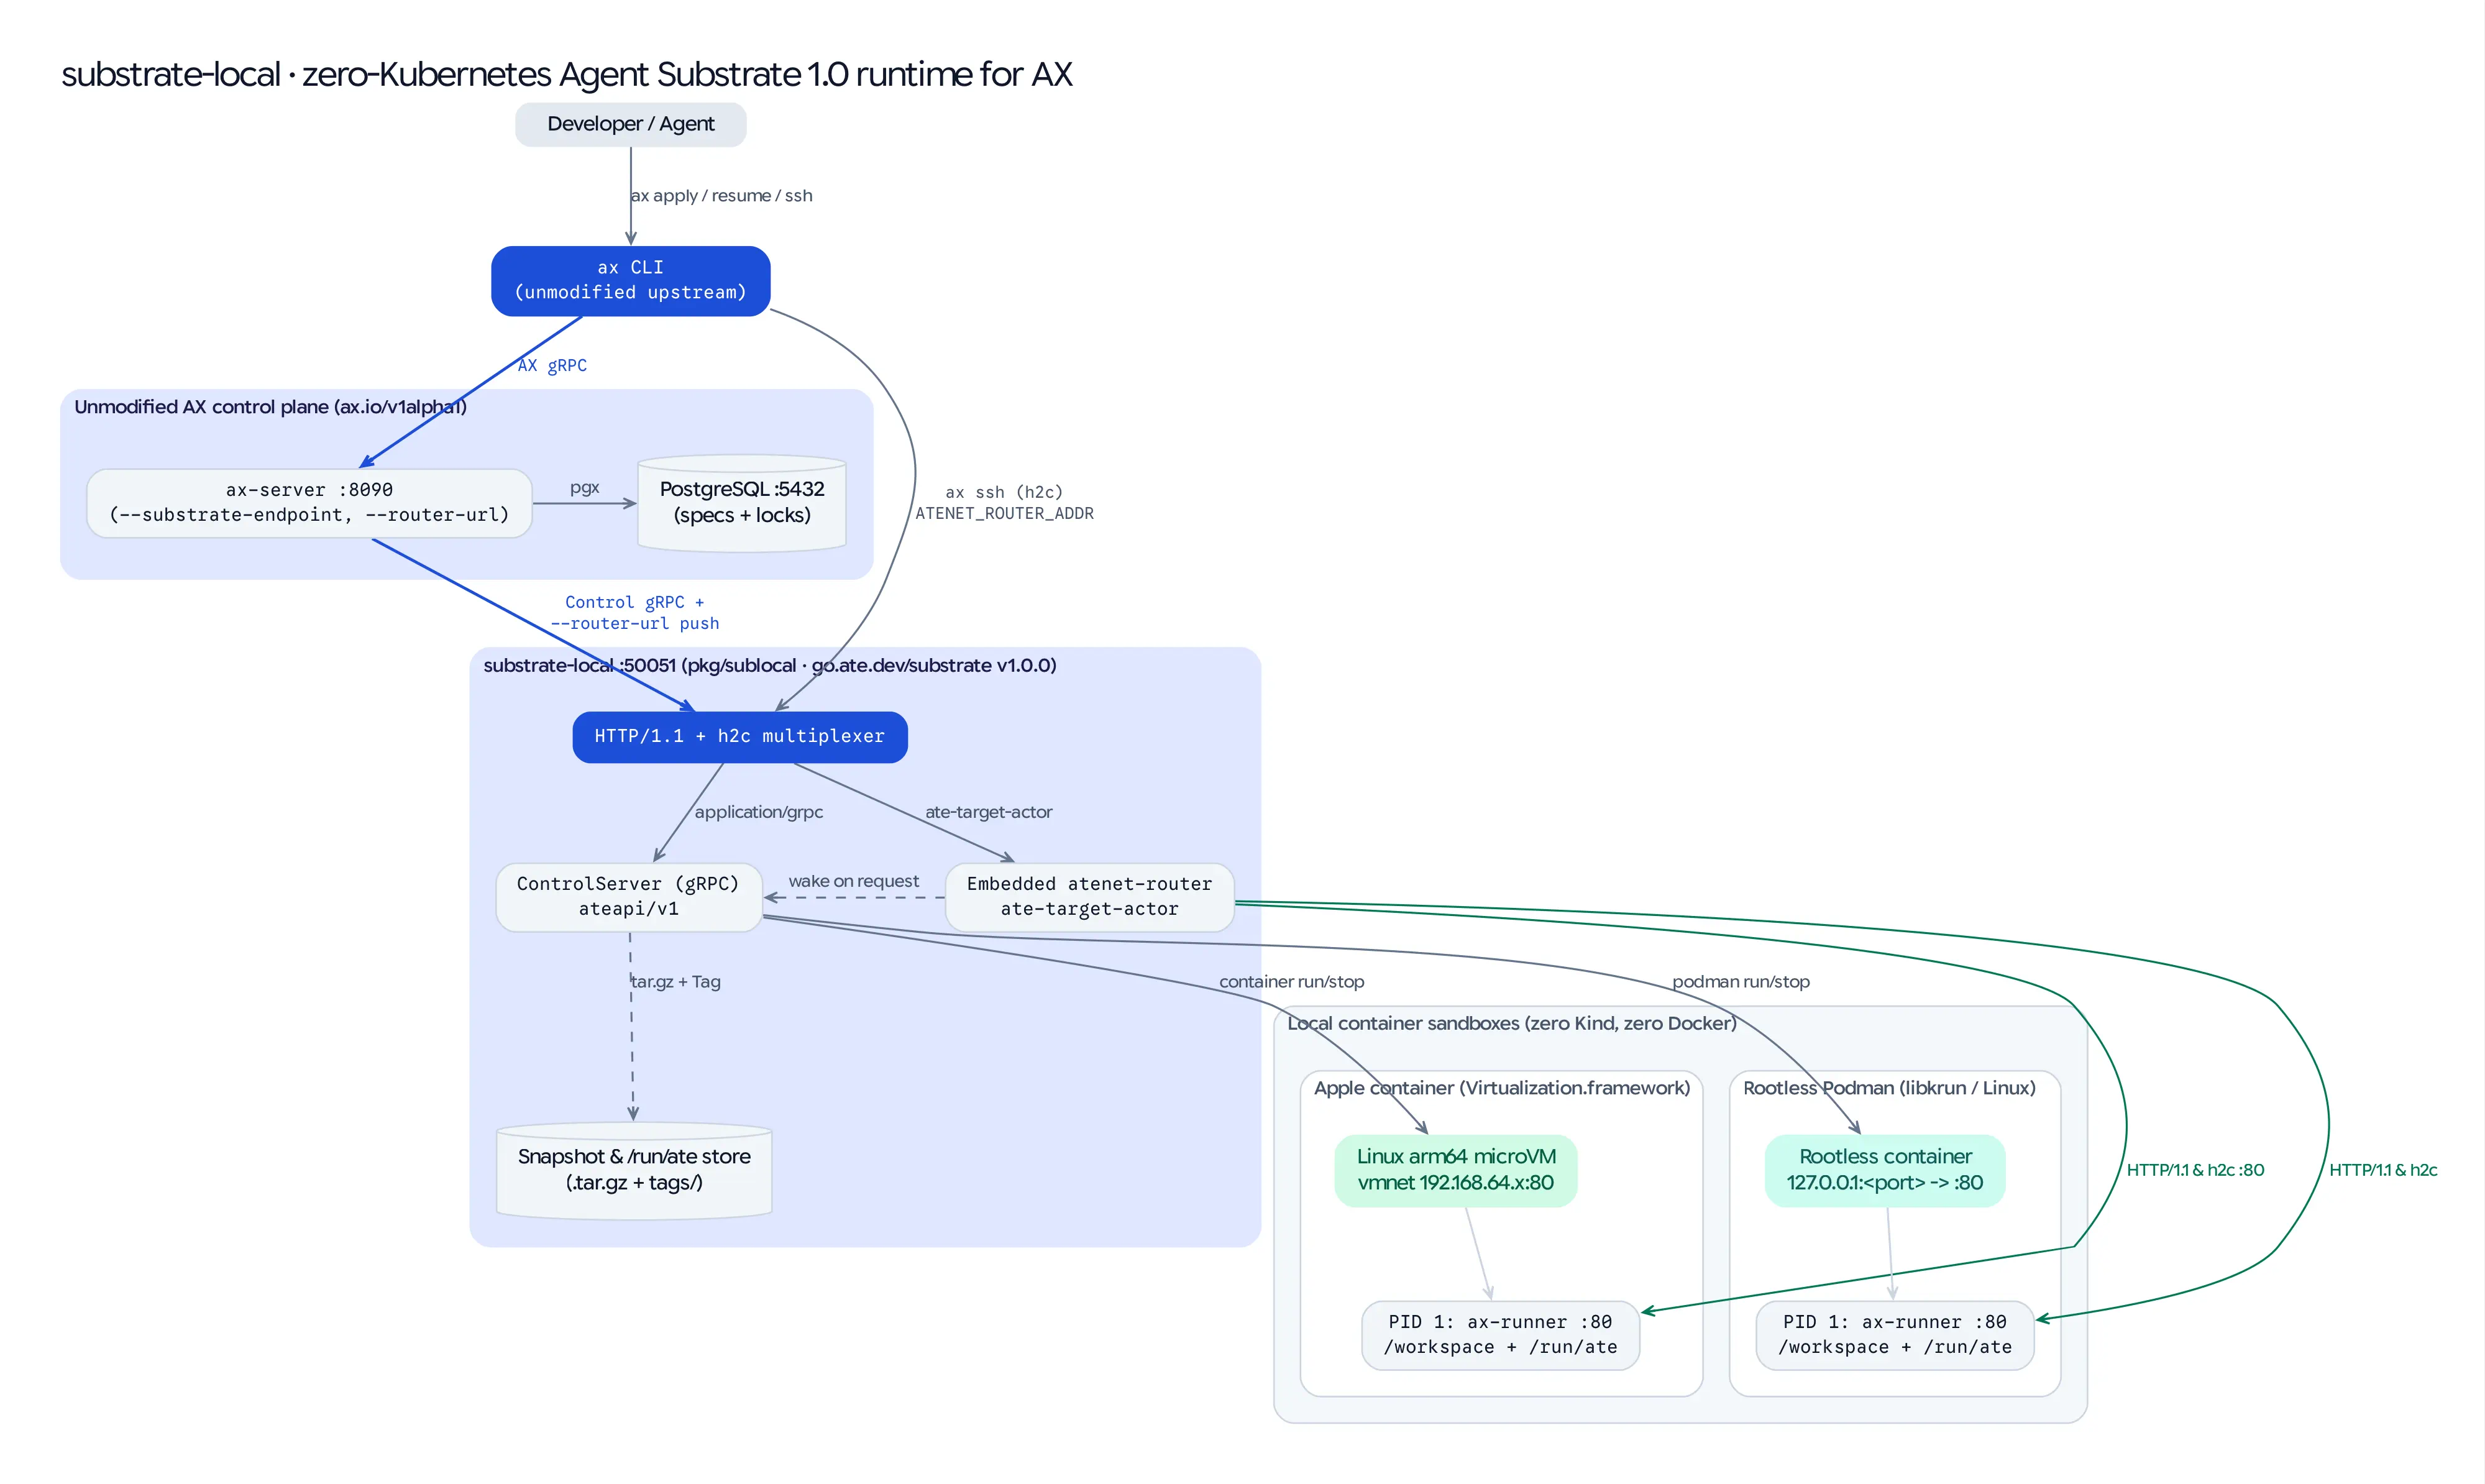 substrate-local · zero-Kubernetes Agent Substrate 1.0 runtime for AX
Developer / Agent
ax apply / resume / ssh
ax CLI
(unmodified upstream)
AX gRPC
Unmodified AX control plane (ax.io/v1alpha1)
ax-server :8090
(--substrate-endpoint, --router-url)
pgx
PostgreSQL :5432
(specs + locks)
ax ssh (h2c)
ATENET_ROUTER_ADDR
Control gRPC +
--router-url push
substrate-local :50051 (pkg/sublocal · go.ate.dev/substrate v1.0.0)
HTTP/1.1 + h2c multiplexer
application/grpc
ate-target-actor
ControlServer (gRPC)
ateapi/v1
wake on request
Embedded atenet-router
ate-target-actor
tar.gz + Tag
container run/stop
podman run/stop
Local container sandboxes (zero Kind, zero Docker)
Apple container (Virtualization.framework)
Rootless Podman (libkrun / Linux)
Snapshot & /run/ate store
(.tar.gz + tags/)
Linux arm64 microVM
vmnet 192.168.64.x:80
Rootless container
127.0.0.1:<port> -> :80
HTTP/1.1 & h2c :80
HTTP/1.1 & h2c
PID 1: ax-runner :80
/workspace + /run/ate
PID 1: ax-runner :80
/workspace + /run/ate